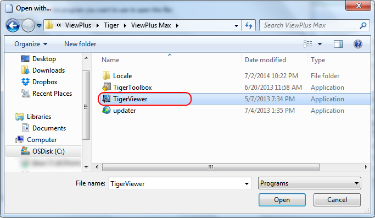 Open with...
« ViewPlus ▸ Tiger ▸ ViewPlus Max ▸
Search ViewPlus Max
Organize
New folder
Name
Date modified
Type
Desktop
Downloads
Dropbox
Recent Places
Libraries
Documents
Computer
OSDisk (C:)
Locale 7/2/2014 10:22 PM File folder
TigerToolbox 6/20/2013 11:58 AM Application
TigerViewer 5/7/2013 2:34 PM Application
updater 7/4/2013 1:35 PM Application
File name: TigerViewer
Programs
Open
Cancel